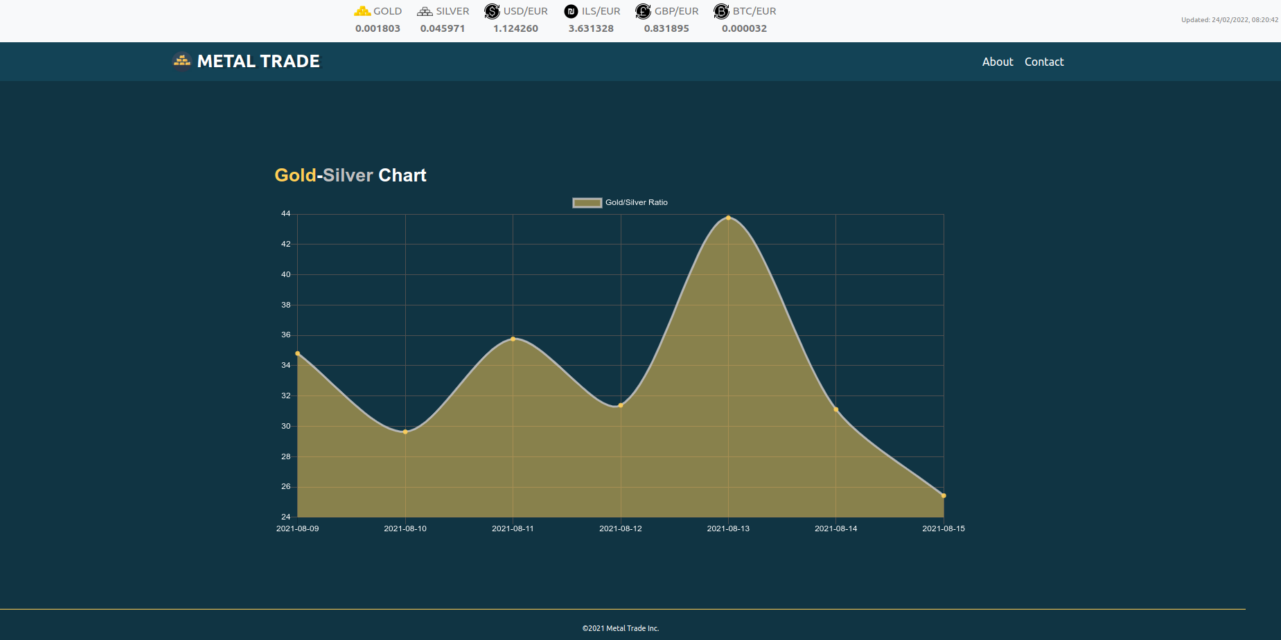 GOLD SILVER USD/EUR ILS/EUR GBP/EUR BTC/EUR
0.001803 0.045971 1.124260 3.631328 0.831895 0.000032
Updated: 24/02/2022, 08:20:42
METAL TRADE About Contact
Gold-Silver Chart
Gold/Silver Ratio
44
42
40
38
36
34
32
30
28
26
24
2021-08-09 2021-08-10 2021-08-11 2021-08-12 2021-08-13 2021-08-14 2021-08-15
©2021 Metal Trade Inc.